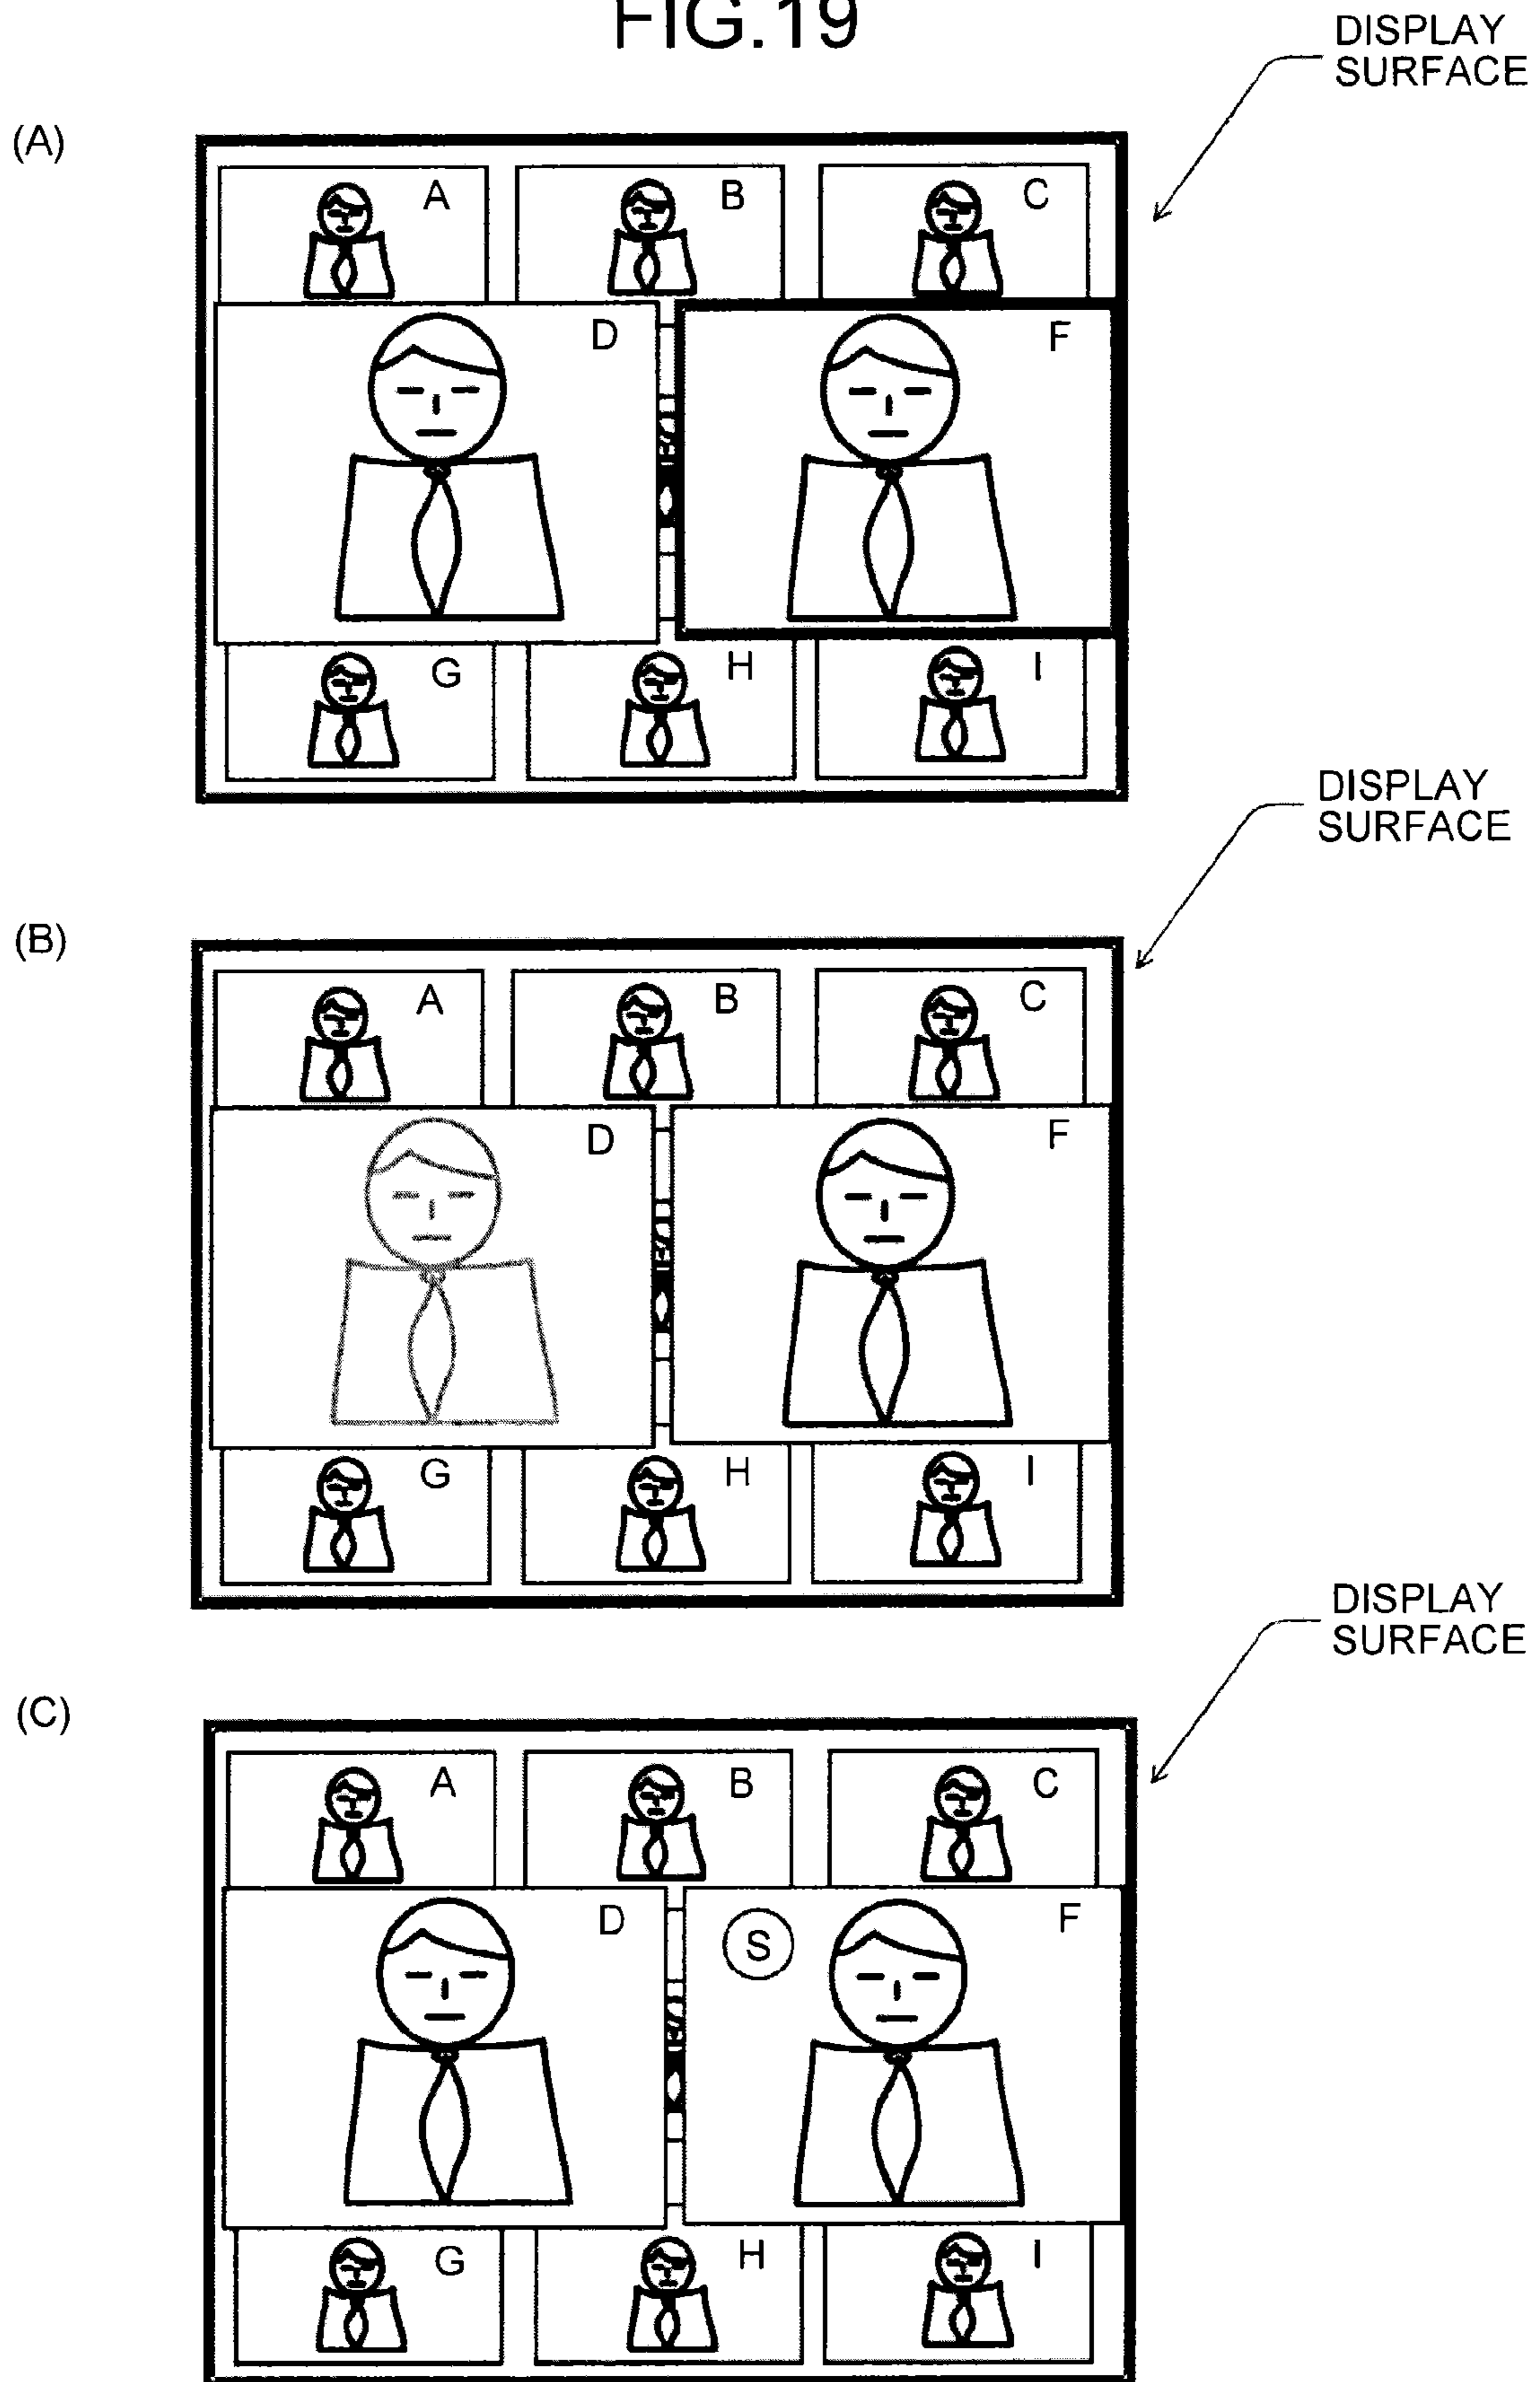 FIG.19
DISPLAY
SURFACE
(A)
A
B
C
D
F
G
H
I
DISPLAY
SURFACE
(B)
A
B
C
D
F
G
H
I
DISPLAY
SURFACE
(C)
A
B
C
D
S
F
G
H
I